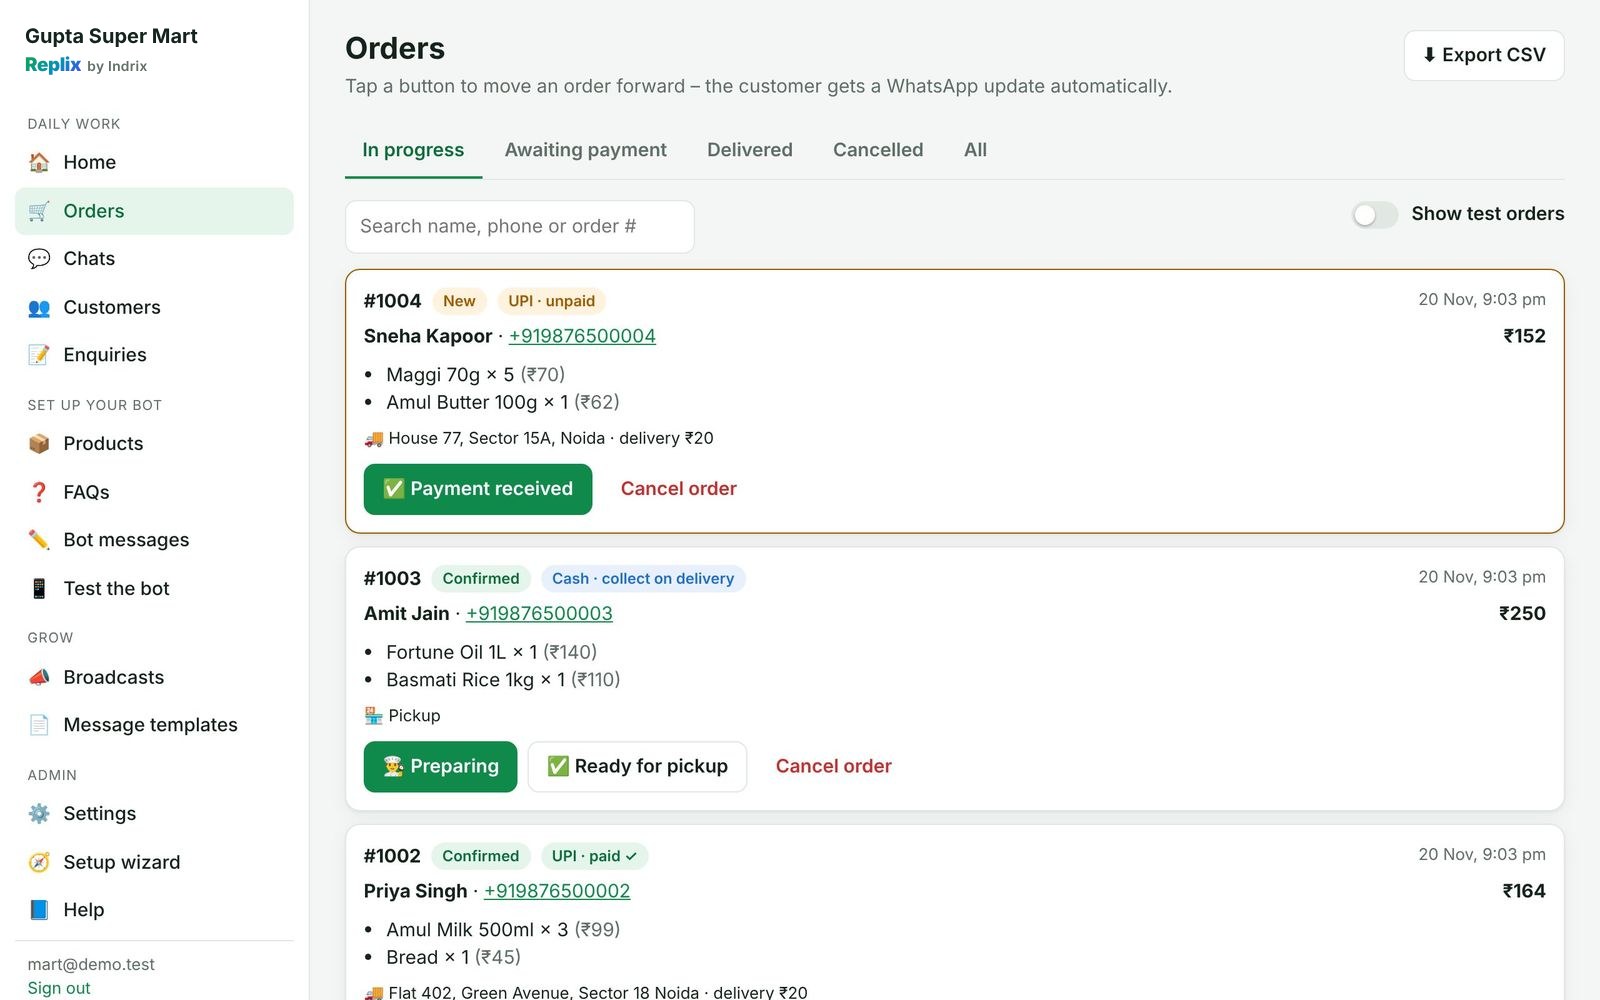 Gupta Super Mart
Replix by Indrix
DAILY WORK
Home
Orders
Chats
Customers
Enquiries
SET UP YOUR BOT
Products
FAQs
Bot messages
Test the bot
GROW
Broadcasts
Message templates
ADMIN
Settings
Setup wizard
Help
mart@demo.test
Sign out
Orders
Export CSV
Tap a button to move an order forward – the customer gets a WhatsApp update automatically.
In progress Awaiting payment Delivered Cancelled All
Search name, phone or order #
Show test orders
#1004 New UPI · unpaid 20 Nov, 9:03 pm
Sneha Kapoor · +919876500004 ₹152
• Maggi 70g × 5 (₹70)
• Amul Butter 100g × 1 (₹62)
House 77, Sector 15A, Noida · delivery ₹20
Payment received Cancel order
#1003 Confirmed Cash · collect on delivery 20 Nov, 9:03 pm
Amit Jain · +919876500003 ₹250
• Fortune Oil 1L × 1 (₹140)
• Basmati Rice 1kg × 1 (₹110)
Pickup
Preparing Ready for pickup Cancel order
#1002 Confirmed UPI · paid ✓ 20 Nov, 9:03 pm
Priya Singh · +919876500002 ₹164
• Amul Milk 500ml × 3 (₹99)
• Bread × 1 (₹45)
Flat 402, Green Avenue, Sector 18 Noida · delivery ₹20